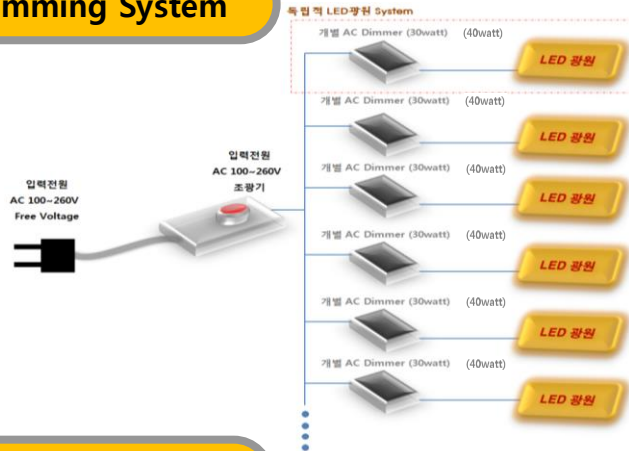 mming System
독립적 LED광원 System
개별 AC Dimmer (30watt) (40watt)
LED 광원
개별 AC Dimmer (30watt) (40watt)
LED 광원
입력전원
AC 100~260V
조광기
개별 AC Dimmer (30watt) (40watt)
LED 광원
입력전원
AC 100~260V
Free Voltage
개별 AC Dimmer (30watt) (40watt)
LED 광원
개별 AC Dimmer (30watt) (40watt)
LED 광원
개별 AC Dimmer (30watt) (40watt)
LED 광원